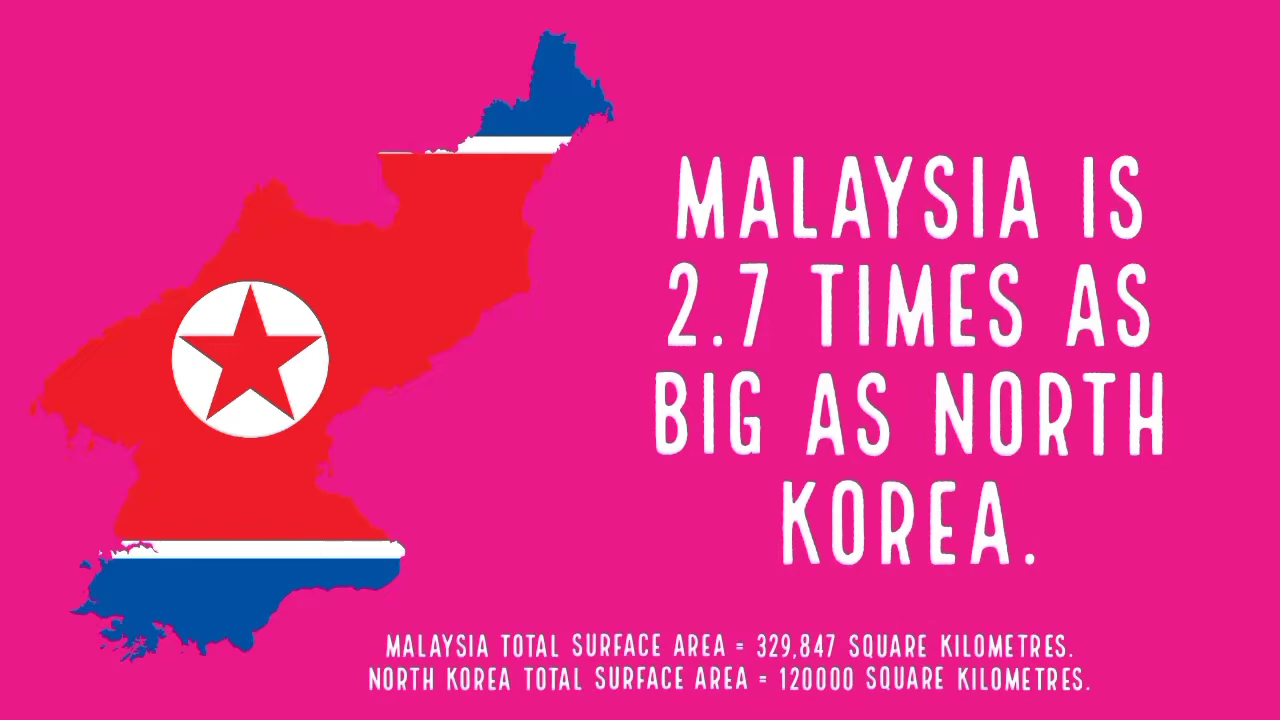 MALAYSIA IS
2.7 TIMES AS
BIG AS NORTH
KOREA.
MALAYSIA TOTAL SURFACE AREA = 329,847 SQUARE KILOMETRES.
NORTH KOREA TOTAL SURFACE AREA = 120000 SQUARE KILOMETRES.